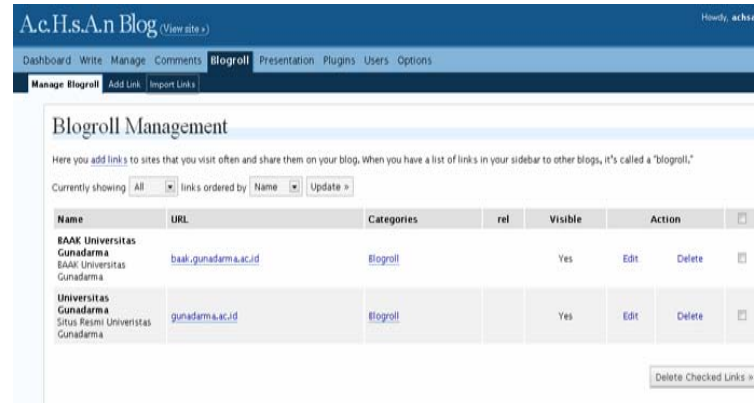 A.c.H.s.A.n Blog (View site »)
Howdy, achsa
Dashboard Write Manage Comments Blogroll Presentation Plugins Users Options
Manage Blogroll Add Link Import Links
Blogroll Management
Here you add links to sites that you visit often and share them on your blog. When you have a list of links in your sidebar to other blogs, it's called a "blogroll."
Currently showing All links ordered by Name Update »
Name URL Categories rel Visible Action
BAAK Universitas
Gunadarma
BAAK Universitas
Gunadarma
baak.gunadarma.ac.id Blogroll Yes Edit Delete
Universitas
Gunadarma
Situs Resmi Univeristas
Gunadarma
gunadarma.ac.id Blogroll Yes Edit Delete
Delete Checked Links »